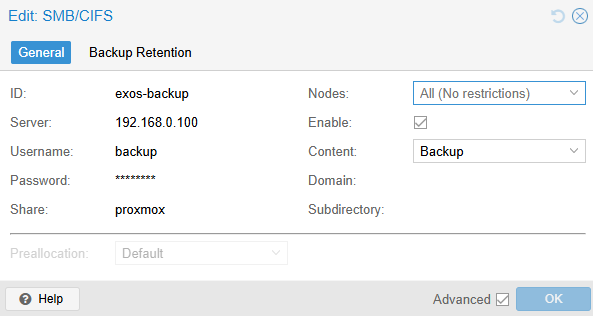 Edit: SMB/CIFS
General Backup Retention
ID: exos-backup Nodes: All (No restrictions)
Server: 192.168.0.100 Enable:
Username: backup Content: Backup
Password: ******** Domain:
Share: proxmox Subdirectory:
Preallocation: Default
Help Advanced OK